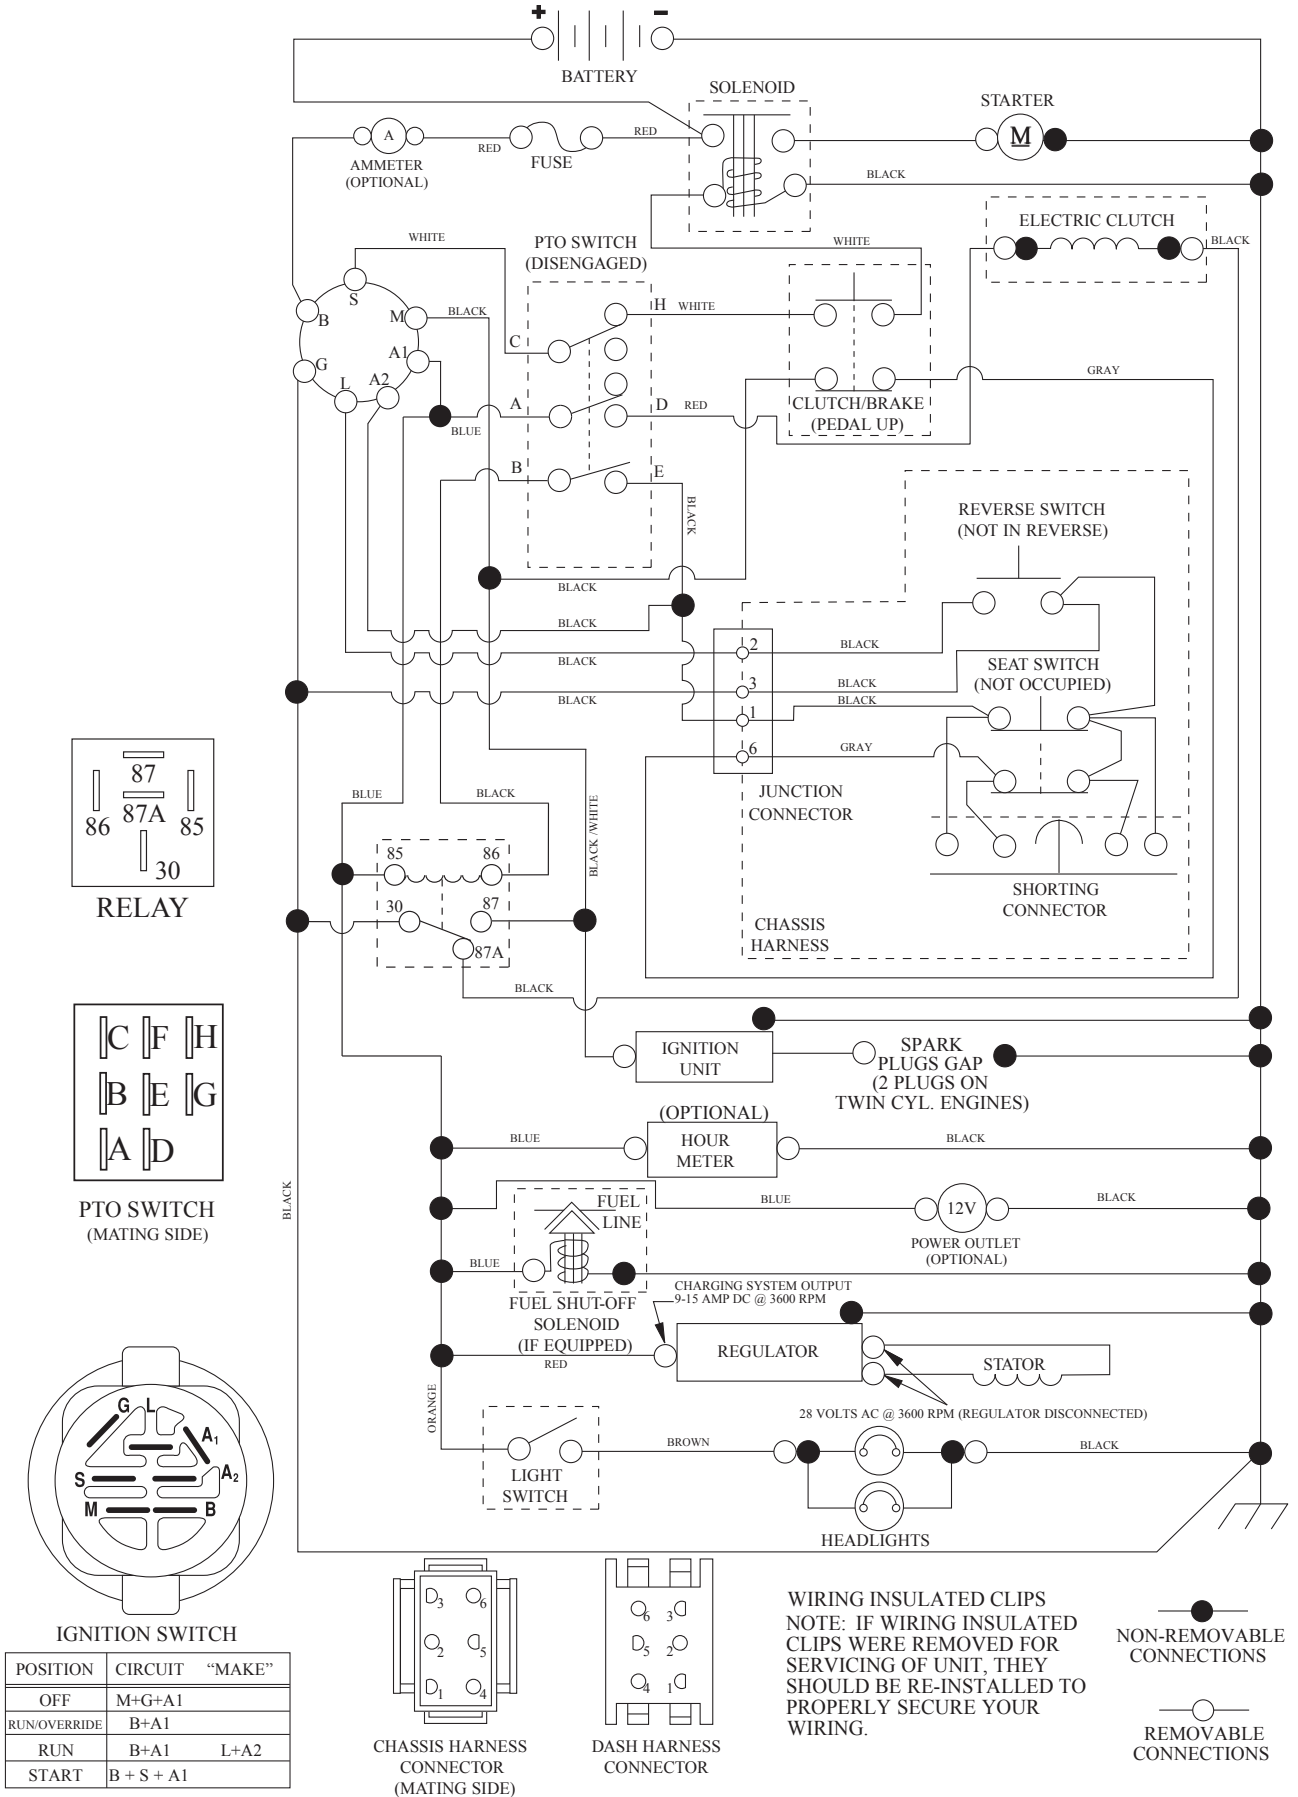 + −
BATTERY
SOLENOID
STARTER
A
RED
FUSE
RED
M
AMMETER
(OPTIONAL)
BLACK
ELECTRIC CLUTCH
WHITE
PTO SWITCH
(DISENGAGED)
WHITE
BLACK
S
B
M
BLACK
H
WHITE
C
A1
G
L
A2
GRAY
CLUTCH/BRAKE
(PEDAL UP)
A
D
RED
BLUE
B
E
BLACK
REVERSE SWITCH
(NOT IN REVERSE)
BLACK
BLACK
2
BLACK
BLACK
SEAT SWITCH
(NOT OCCUPIED)
3
BLACK
BLACK
BLACK
1
6
GRAY
JUNCTION
CONNECTOR
87
87A
86
85
30
RELAY
BLUE
BLACK
BLACK /WHITE
85
86
30
87
87A
SHORTING
CONNECTOR
CHASSIS
HARNESS
BLACK
C F H
B E G
A D
PTO SWITCH
(MATING SIDE)
IGNITION
UNIT
SPARK
PLUGS GAP
(2 PLUGS ON
TWIN CYL. ENGINES)
(OPTIONAL)
HOUR
METER
BLUE
BLACK
BLACK
FUEL
LINE
BLUE
12V
BLACK
POWER OUTLET
(OPTIONAL)
BLUE
FUEL SHUT-OFF
SOLENOID
(IF EQUIPPED)
CHARGING SYSTEM OUTPUT
9-15 AMP DC @ 3600 RPM
RED
REGULATOR
STATOR
28 VOLTS AC @ 3600 RPM (REGULATOR DISCONNECTED)
ORANGE
LIGHT
SWITCH
BROWN
BLACK
HEADLIGHTS
G L
A1
S
A2
M
B
IGNITION SWITCH
POSITION CIRCUIT “MAKE”
OFF M+G+A1
RUN/OVERRIDE B+A1
RUN B+A1 L+A2
START B + S + A1
3 6
2 5
1 4
CHASSIS HARNESS
CONNECTOR
(MATING SIDE)
6 3
5 2
4 1
DASH HARNESS
CONNECTOR
WIRING INSULATED CLIPS
NOTE: IF WIRING INSULATED
CLIPS WERE REMOVED FOR
SERVICING OF UNIT, THEY
SHOULD BE RE-INSTALLED TO
PROPERLY SECURE YOUR
WIRING.
NON-REMOVABLE
CONNECTIONS
REMOVABLE
CONNECTIONS